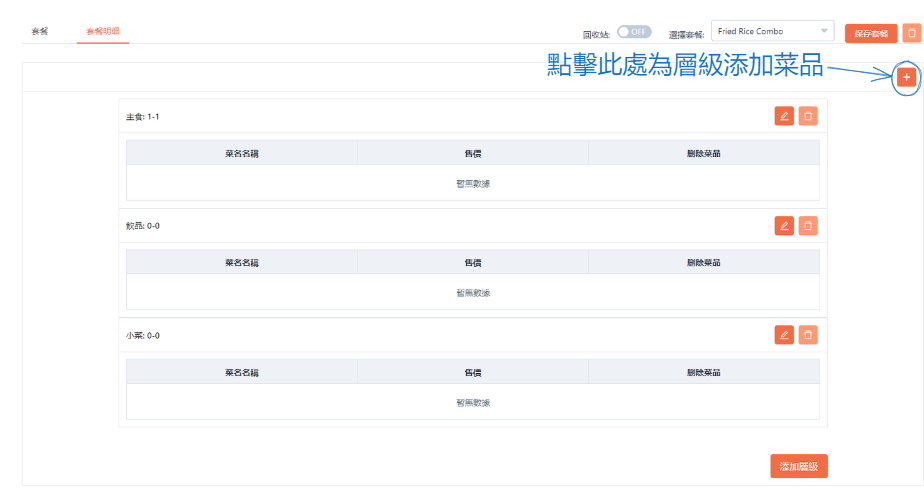 套餐 套餐明細 回收站: OFF 選擇套餐: Fried Rice Combo 保存套餐
點擊此處為層級添加菜品
主食: 1-1
菜名名稱 售價 刪除菜品
暫無數據
飲品: 0-0
菜名名稱 售價 刪除菜品
暫無數據
小菜: 0-0
菜名名稱 售價 刪除菜品
暫無數據
添加層級